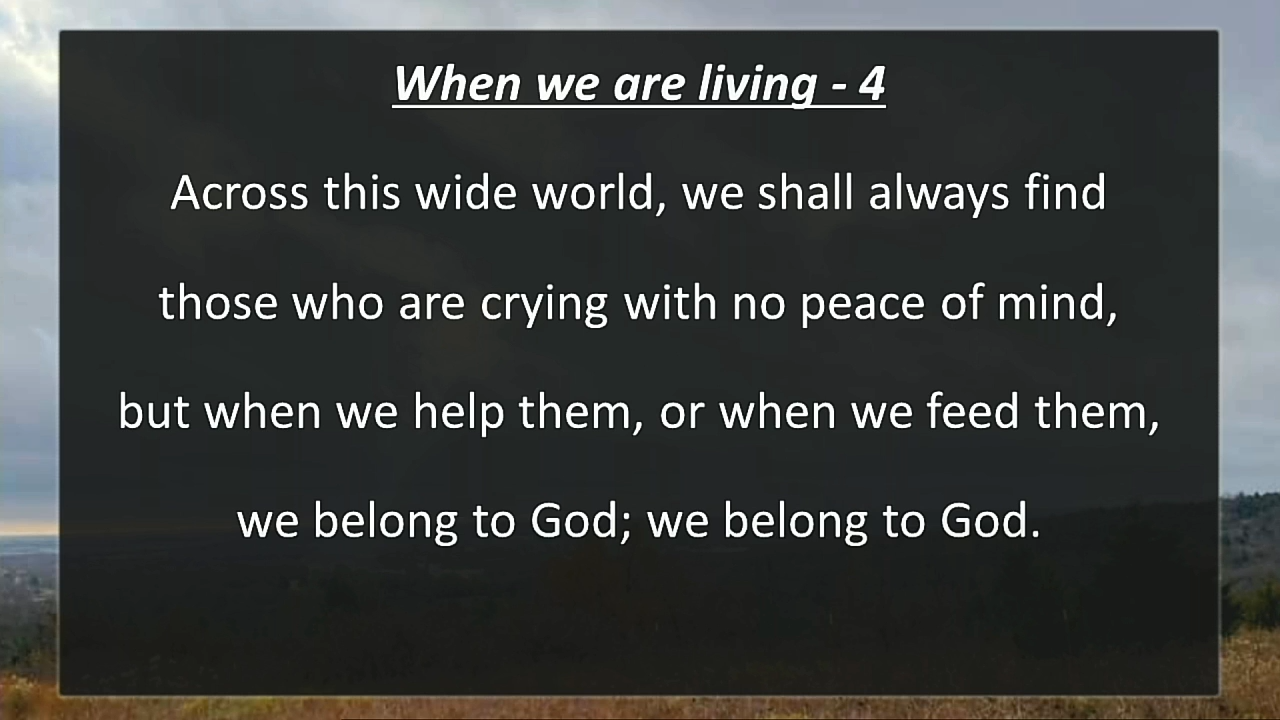 When we are living - 4
Across this wide world, we shall always find
those who are crying with no peace of mind,
but when we help them, or when we feed them,
we belong to God; we belong to God.